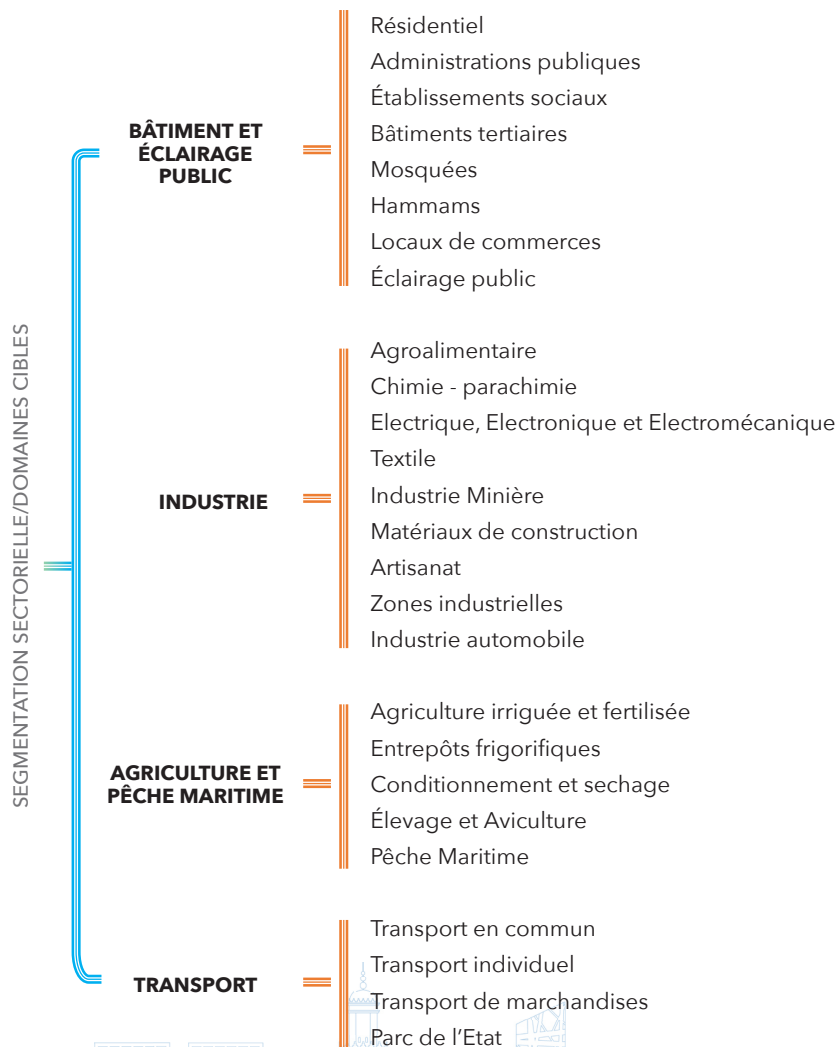 SEGMENTATION SECTORIELLE/DOMAINES CIBLES
BÂTIMENT ET
ÉCLAIRAGE
PUBLIC
Résidentiel
Administrations publiques
Établissements sociaux
Bâtiments tertiaires
Mosquées
Hammams
Locaux de commerces
Éclairage public
INDUSTRIE
Agroalimentaire
Chimie - parachimie
Electrique, Electronique et Electromécanique
Textile
Industrie Minière
Matériaux de construction
Artisanat
Zones industrielles
Industrie automobile
AGRICULTURE ET
PÊCHE MARITIME
Agriculture irriguée et fertilisée
Entrepôts frigorifiques
Conditionnement et sechage
Élevage et Aviculture
Pêche Maritime
TRANSPORT
Transport en commun
Transport individuel
Transport de marchandises
Parc de l'Etat